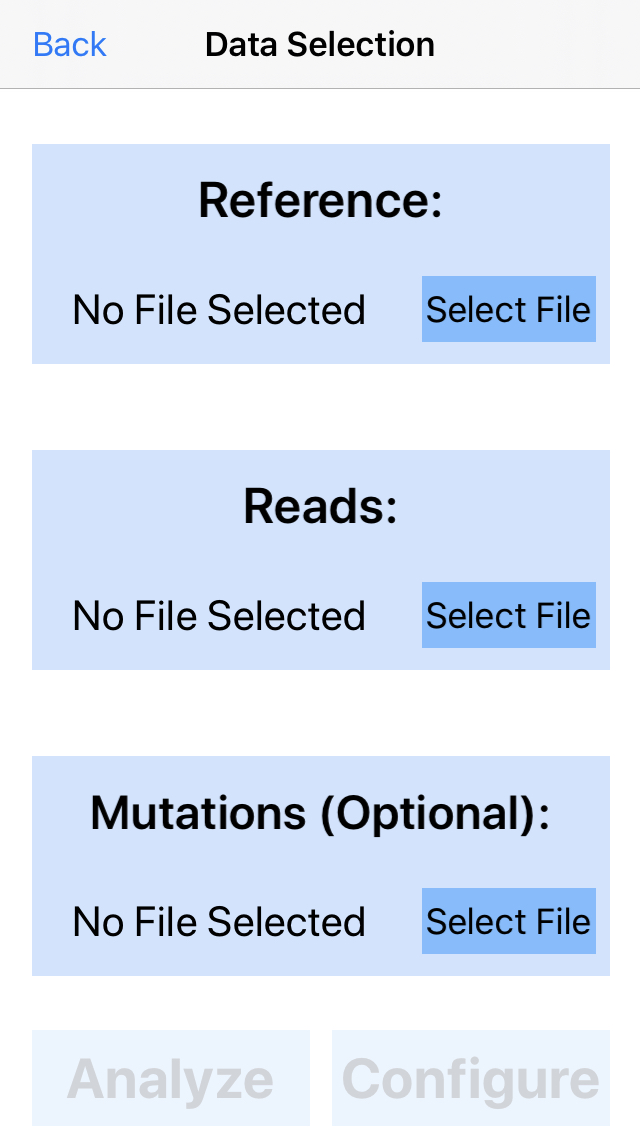 Back Data Selection
Reference:
No File Selected Select File
Reads:
No File Selected Select File
Mutations (Optional):
No File Selected Select File
Analyze Configure